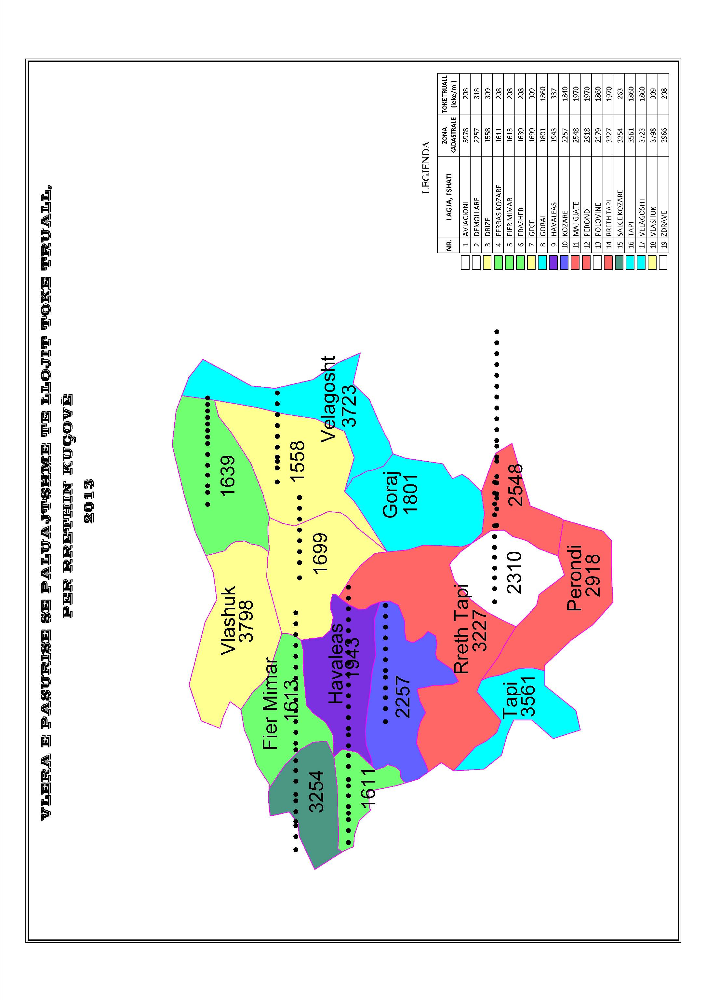 VLERA E PASURISE SE PALUAJTSHME TE LLOJIT TOKE TRUALL,
PER RRETHIN KUÇOVË
2013
1639
Vlashuk
3798
1558
Velagosht
3723
1699
Fier Mimar
1613
Havaleas
1943
3254
1611
2257
Goraj
1801
Rreth Tapi
3227
2548
2310
Tapi
3561
Perondi
2918
LEGJENDA
NR. LAGJA, FSHATI ZONA KADASTRALE TOKE TRUALL (leke/m²)
1 AVIACIONI 3978 208
2 DEMOLLARE 2257 318
3 DRIZE 1558 309
4 FERRAS KOZARE 1611 208
5 FIER MIMAR 1613 208
6 FRASHER 1639 208
7 GEGE 1699 309
8 GORAJ 1801 1860
9 HAVALEAS 1943 337
10 KOZARE 2257 1840
11 MAJ GJATE 2548 1970
12 PERONDI 2918 1970
13 POLOVINE 2179 1860
14 RRETH TAPI 3227 1970
15 SALCE KOZARE 3254 263
16 TAPI 3561 1860
17 VELAGOSHT 3723 1860
18 VLASHUK 3798 309
19 ZDRAVE 3966 208